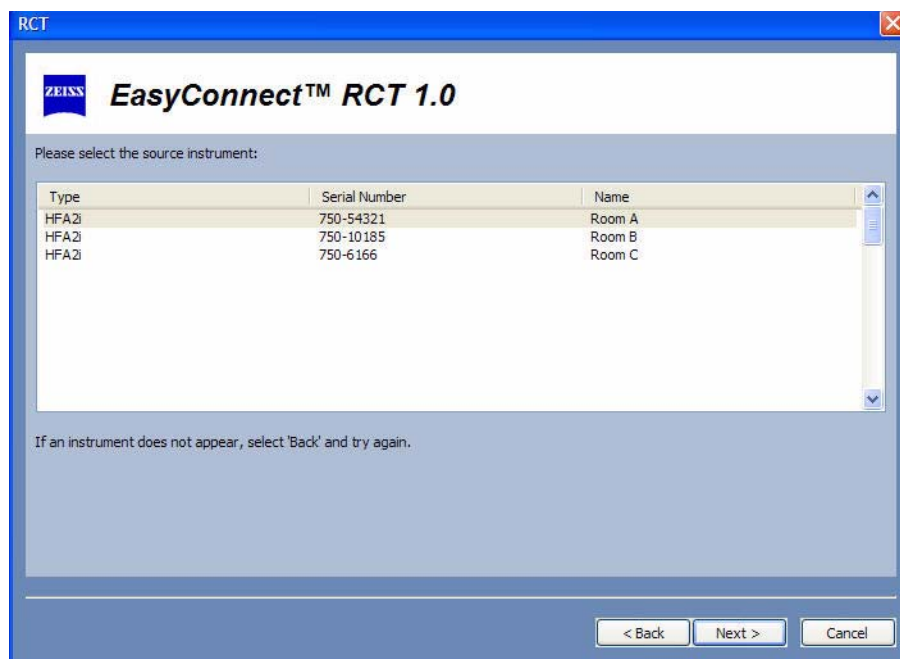 RCT
ZEISS
EasyConnect™ RCT 1.0
Please select the source instrument:
Type Serial Number Name
HFA2i 750-54321 Room A
HFA2i 750-10185 Room B
HFA2i 750-6166 Room C
If an instrument does not appear, select 'Back' and try again.
< Back Next > Cancel